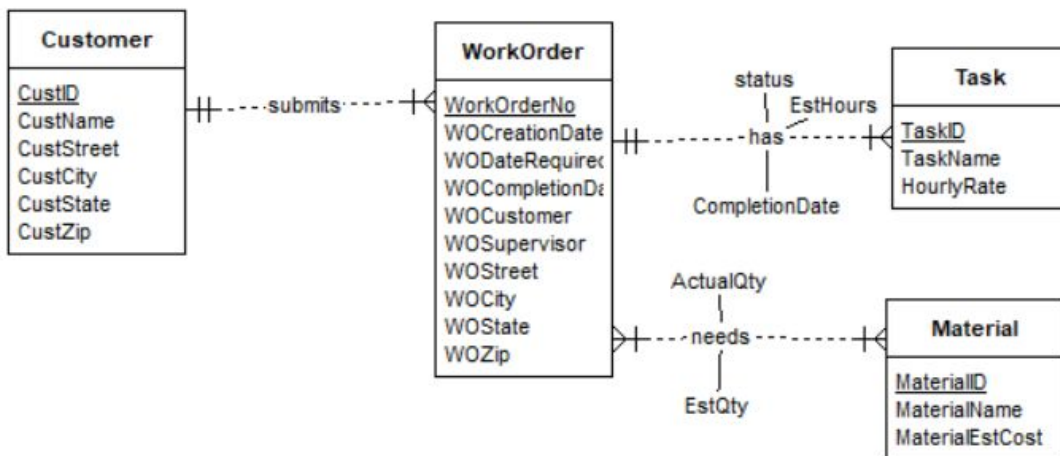 Customer
CustID
CustName
CustStreet
CustCity
CustState
CustZip
submits
WorkOrder
WorkOrderNo
WOCreationDate
WODateRequired
WOCompletionDa
WOCustomer
WOSupervisor
WOStreet
WOCity
WOState
WOZip
status
EstHours
has
CompletionDate
Task
TaskID
TaskName
HourlyRate
ActualQty
needs
EstQty
Material
MaterialID
MaterialName
MaterialEstCost